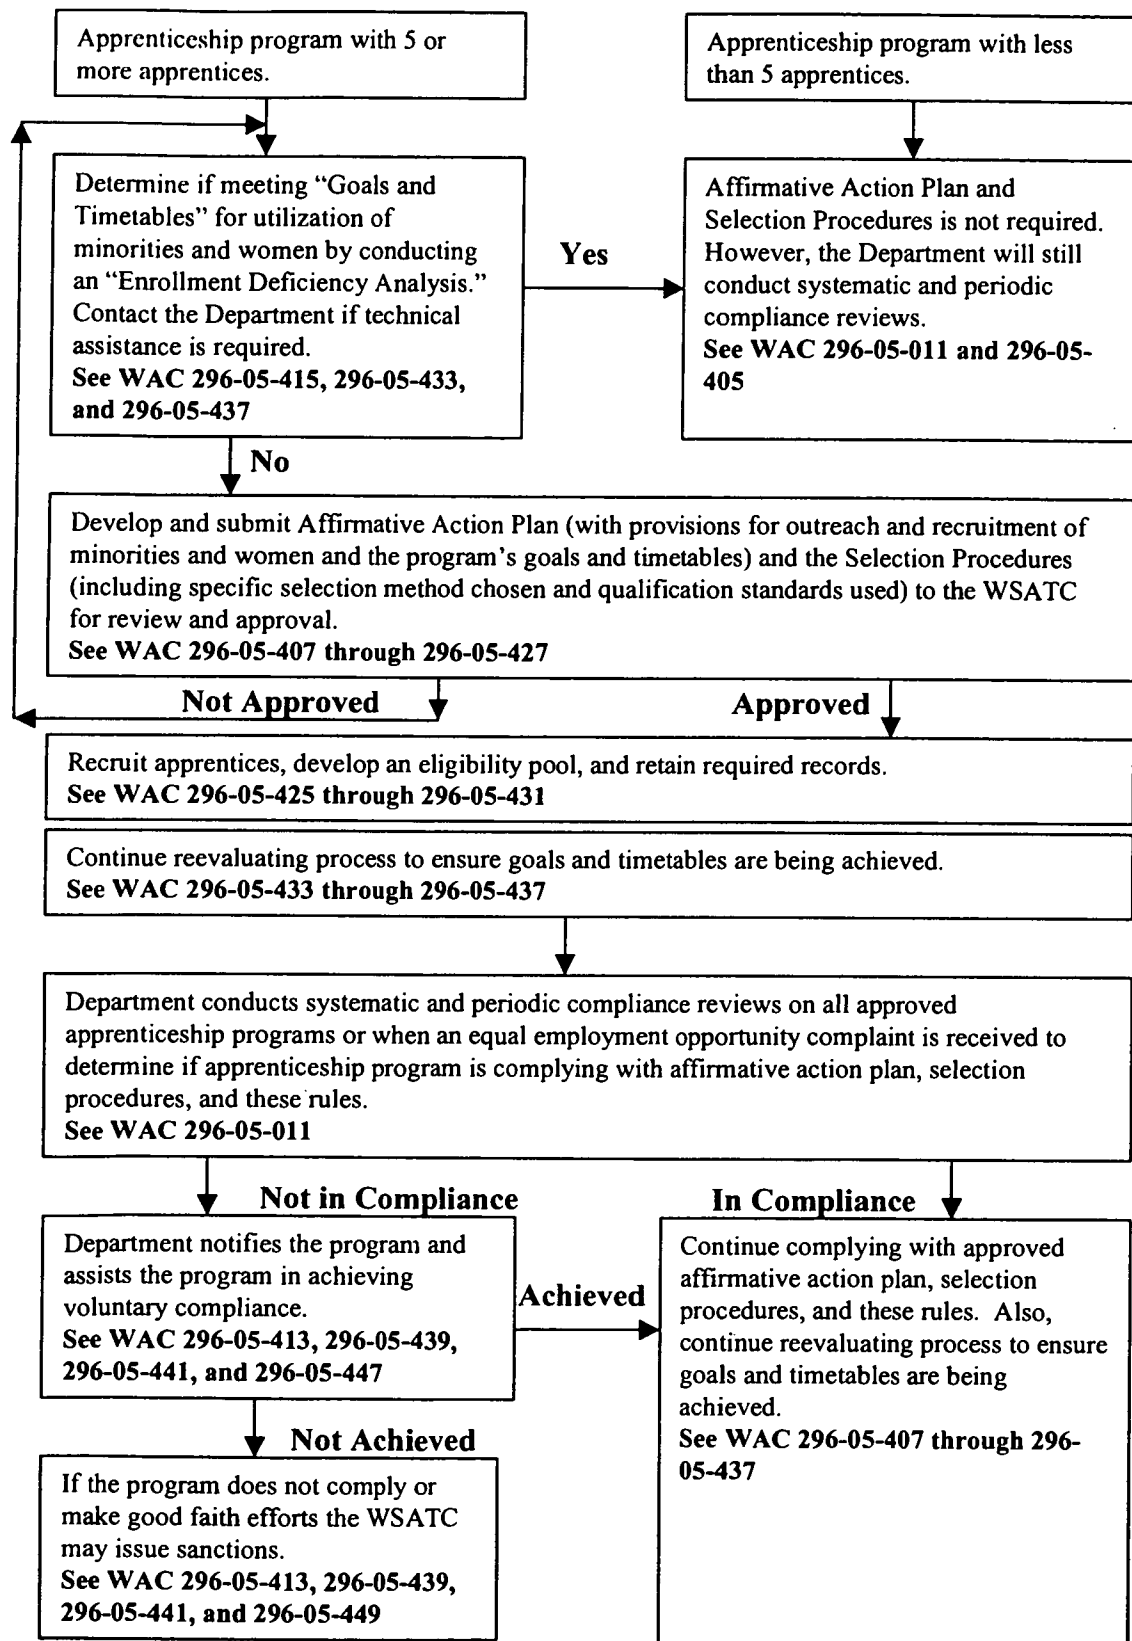 Apprenticeship program with 5 or
more apprentices.
Apprenticeship program with less
than 5 apprentices.
Determine if meeting “Goals and
Timetables” for utilization of
minorities and women by conducting
an “Enrollment Deficiency Analysis.”
Contact the Department if technical
assistance is required.
See WAC 296-05-415, 296-05-433,
and 296-05-437
Yes
Affirmative Action Plan and
Selection Procedures is not required.
However, the Department will still
conduct systematic and periodic
compliance reviews.
See WAC 296-05-011 and 296-05-
405
No
Develop and submit Affirmative Action Plan (with provisions for outreach and recruitment of
minorities and women and the program’s goals and timetables) and the Selection Procedures
(including specific selection method chosen and qualification standards used) to the WSATC
for review and approval.
See WAC 296-05-407 through 296-05-427
Not Approved
Approved
Recruit apprentices, develop an eligibility pool, and retain required records.
See WAC 296-05-425 through 296-05-431
Continue reevaluating process to ensure goals and timetables are being achieved.
See WAC 296-05-433 through 296-05-437
Department conducts systematic and periodic compliance reviews on all approved
apprenticeship programs or when an equal employment opportunity complaint is received to
determine if apprenticeship program is complying with affirmative action plan, selection
procedures, and these rules.
See WAC 296-05-011
Not in Compliance
In Compliance
Department notifies the program and
assists the program in achieving
voluntary compliance.
See WAC 296-05-413, 296-05-439,
296-05-441, and 296-05-447
Achieved
Continue complying with approved
affirmative action plan, selection
procedures, and these rules. Also,
continue reevaluating process to ensure
goals and timetables are being
achieved.
See WAC 296-05-407 through 296-
05-437
Not Achieved
If the program does not comply or
make good faith efforts the WSATC
may issue sanctions.
See WAC 296-05-413, 296-05-439,
296-05-441, and 296-05-449